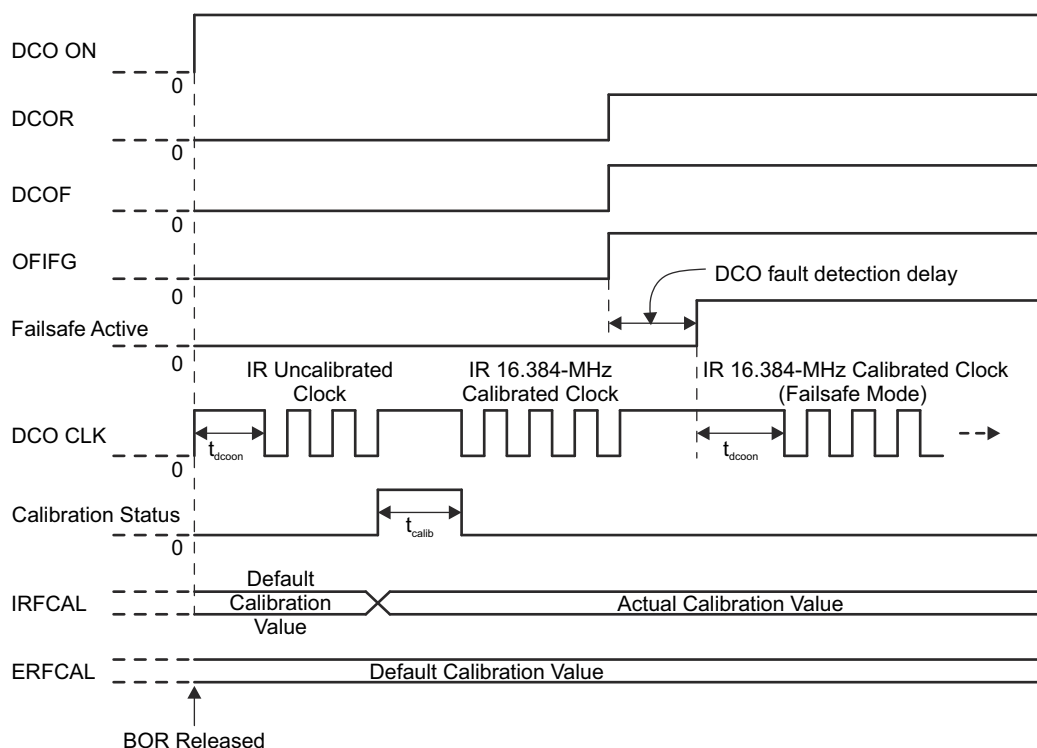 DCO ON
0
DCOR
0
DCOF
0
OFIFG
0
DCO fault detection delay
Failsafe Active
0
IR Uncalibrated
Clock
IR 16.384-MHz
Calibrated Clock
IR 16.384-MHz Calibrated Clock
(Failsafe Mode)
DCO CLK
0
tdcoon
tdcoon
Calibration Status
0
tcalib
IRFCAL
Default
Calibration
Value
Actual Calibration Value
ERFCAL
Default Calibration Value
BOR Released